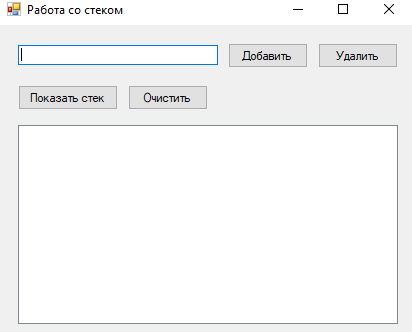 Работа со стеком
Добавить Удалить
Показать стек Очистить